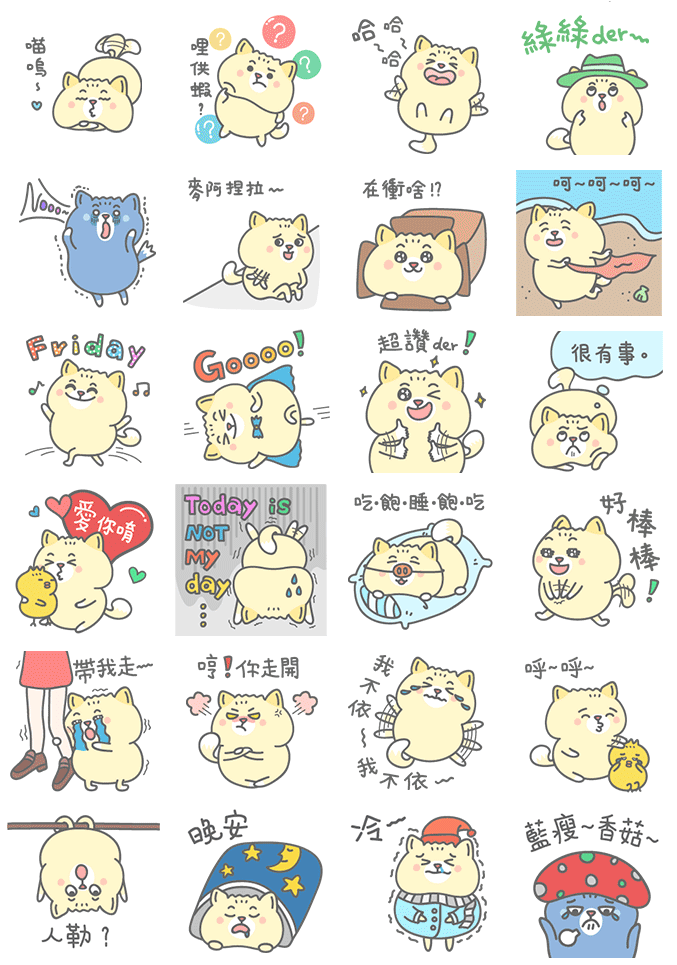 喵嗚~
哩供蝦?
? ? ? ? ?
哈~哈~哈
綠綠der~
Nooo~
麥阿捏拉~
在衝啥!?
呵~呵~呵~
Friday
Goooo!
超讚der!
很有事。
愛你唷
Today is
NOT
My
day
...
吃·飽·睡·飽·吃
好棒棒!
帶我走~
哼!你走開
我不依~
我不依~
呼~呼~
人勒?
晚安
冷~
藍瘦~香菇~